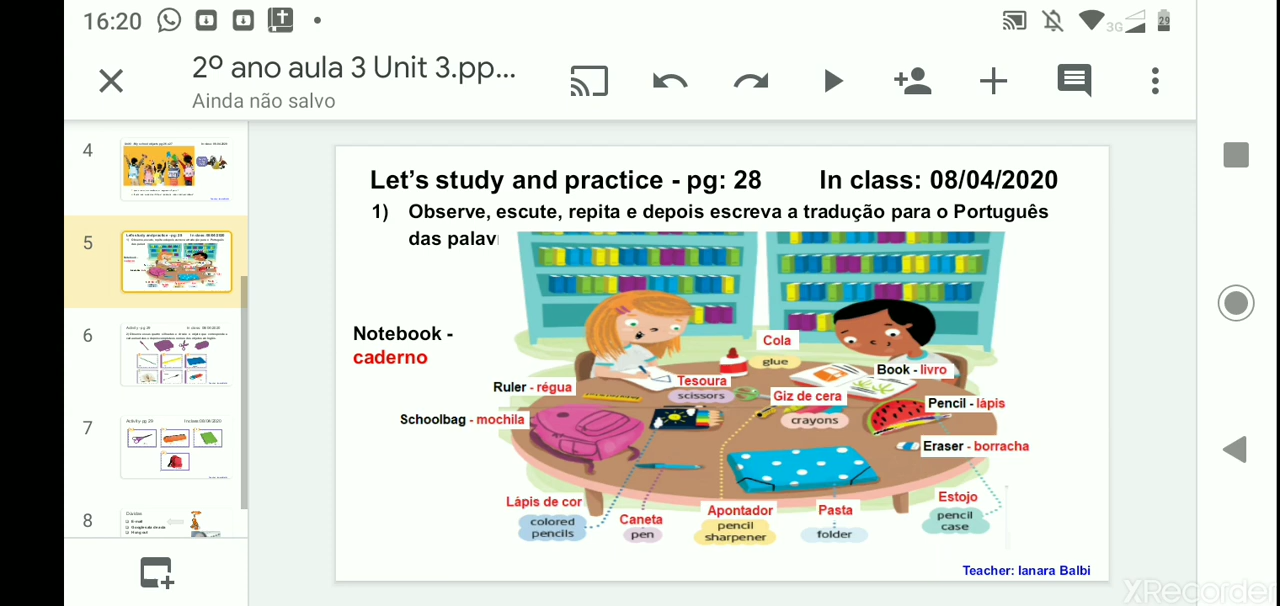 16:20
3G
29
2º ano aula 3 Unit 3.pp...
Ainda não salvo
4
5
6
7
8
Let's study and practice - pg: 28 In class: 08/04/2020
1) Observe, escute, repita e depois escreva a tradução para o Português
das palav
Notebook -
caderno
Cola
glue
Book - livro
Ruler - régua
Tesoura
scissors
Giz de cera
crayons
Pencil - lápis
Schoolbag - mochila
Eraser - borracha
Lápis de cor
colored
pencils
Caneta
pen
Apontador
pencil
sharpener
Pasta
folder
Estojo
pencil
case
Teacher: Ianara Balbi
XRecorder